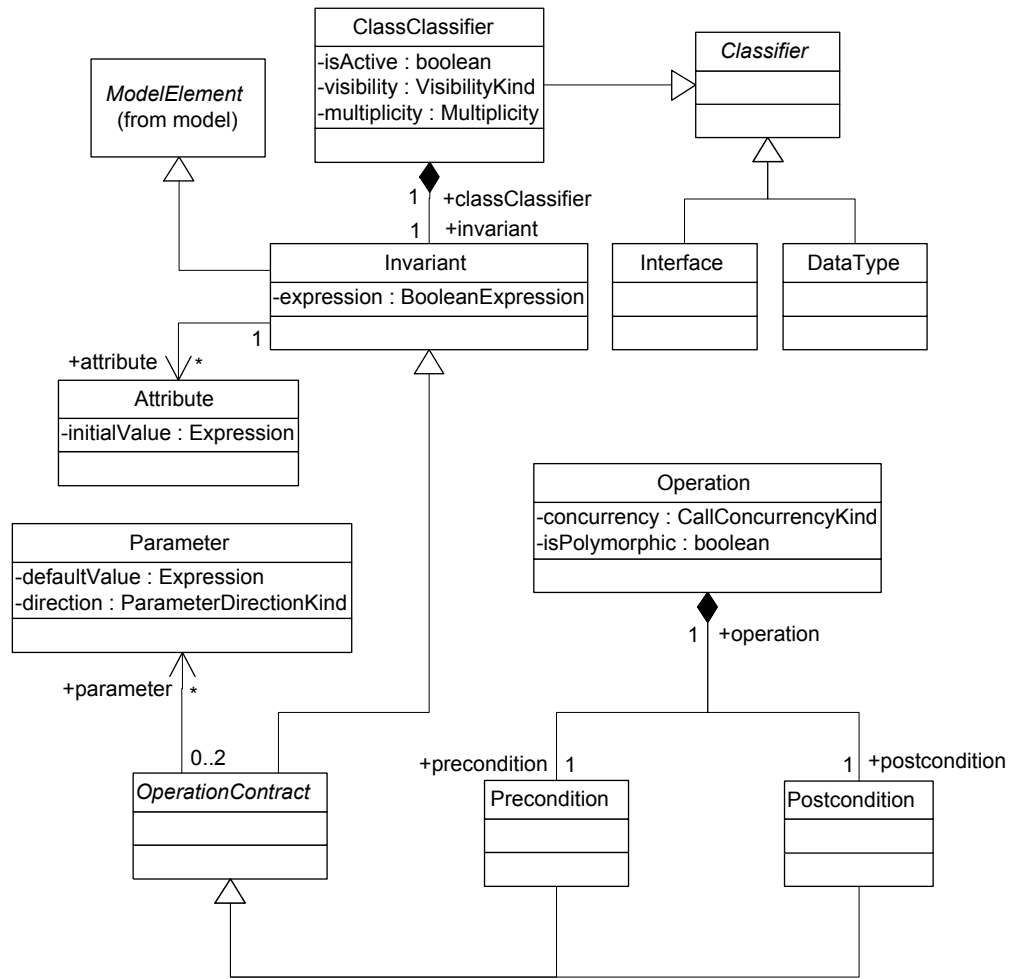 ClassClassifier
-isActive : boolean
-visibility : VisibilityKind
-multiplicity : Multiplicity
Classifier
ModelElement
(from model)
1
+classClassifier
1
+invariant
Invariant
-expression : BooleanExpression
Interface
DataType
1
+attribute
*
Attribute
-initialValue : Expression
Operation
-concurrency : CallConcurrencyKind
-isPolymorphic : boolean
Parameter
-defaultValue : Expression
-direction : ParameterDirectionKind
1
+operation
+parameter
*
0..2
+precondition
1
1
+postcondition
OperationContract
Precondition
Postcondition